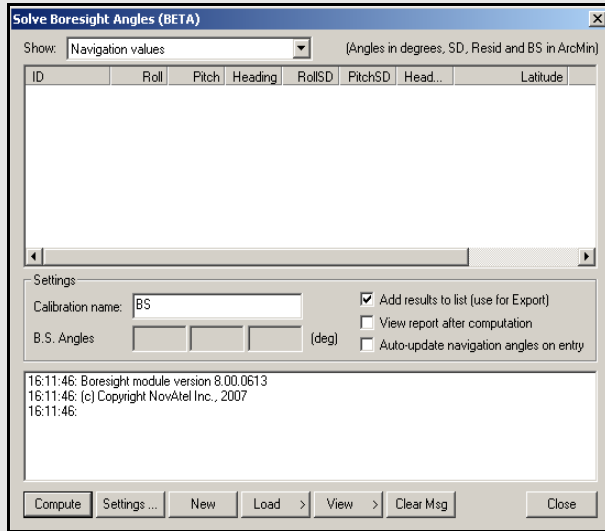 Solve Boresight Angles (BETA)
Show: Navigation values (Angles in degrees, SD, Resid and BS in ArcMin)
ID Roll Pitch Heading RollSD PitchSD Head... Latitude
Settings
Calibration name: BS
Add results to list (use for Export)
View report after computation
B.S. Angles (deg)
Auto-update navigation angles on entry
16:11:46: Boresight module version 8.00.0613
16:11:46: (c) Copyright NovAtel Inc., 2007
16:11:46:
Compute Settings ... New Load > View > Clear Msg Close